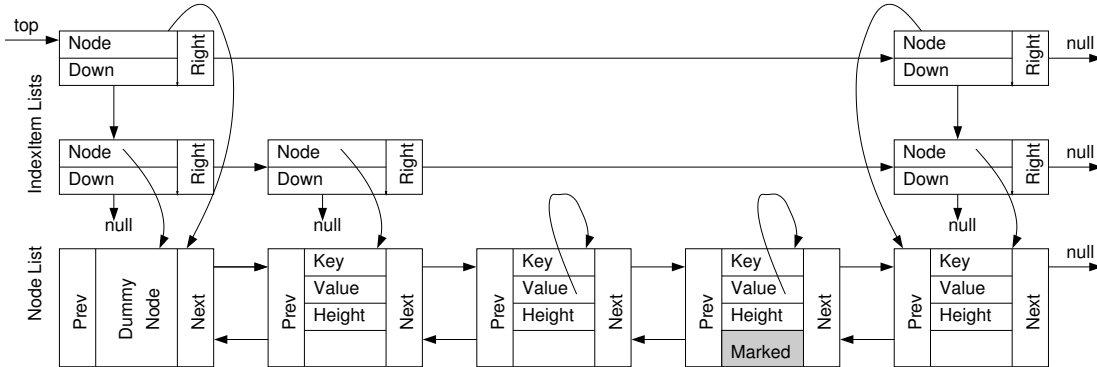 top
Node
Down
Right
Node
Down
Right
null
IndexItem Lists
Node
Down
Right
Node
Down
Right
Node
Down
Right
null
null
null
null
Node List
Prev
Dummy
Node
Next
Prev
Key
Value
Height
Next
Prev
Key
Value
Height
Next
Prev
Key
Value
Height
Marked
Next
Prev
Key
Value
Height
Next
null